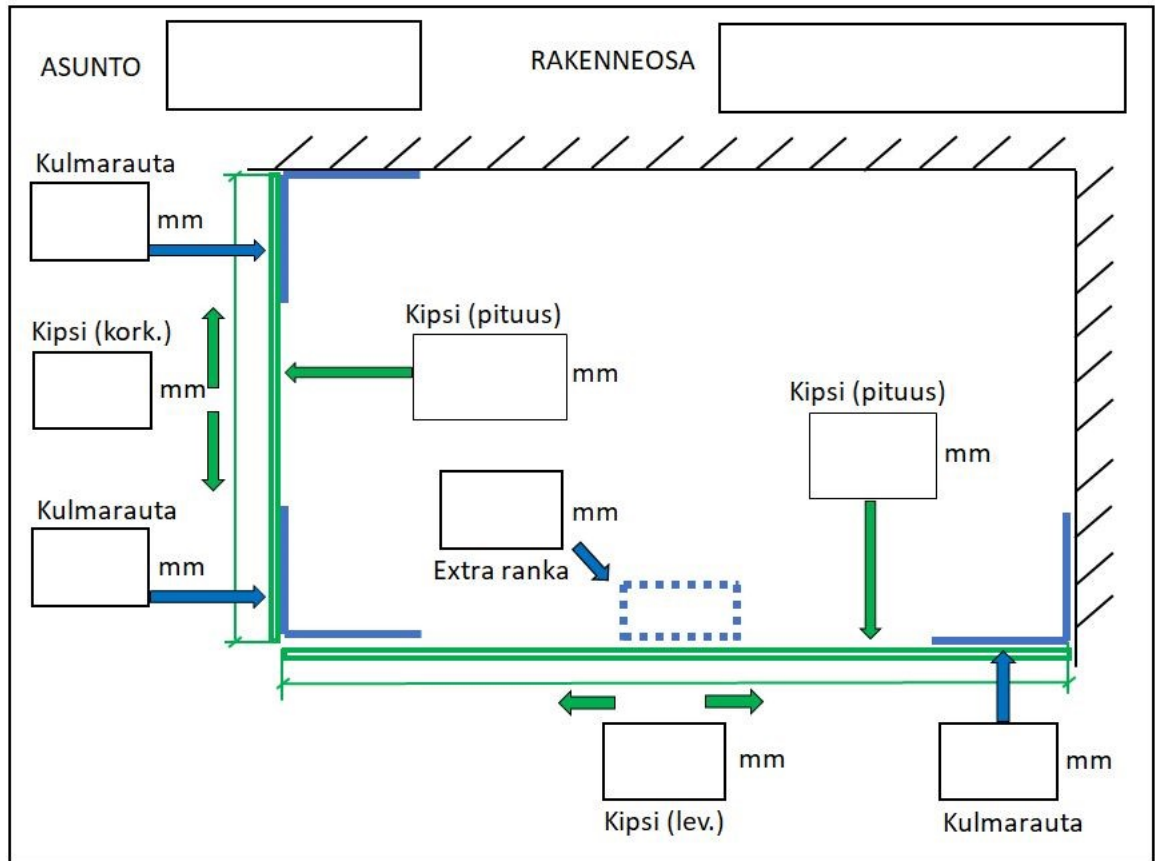 ASUNTO
RAKENNEOSA
Kulmarauta
mm
Kipsi (kork.)
mm
Kipsi (pituus)
mm
Kipsi (pituus)
mm
Kulmarauta
mm
mm
Extra ranka
mm
Kipsi (lev.)
mm
Kulmarauta